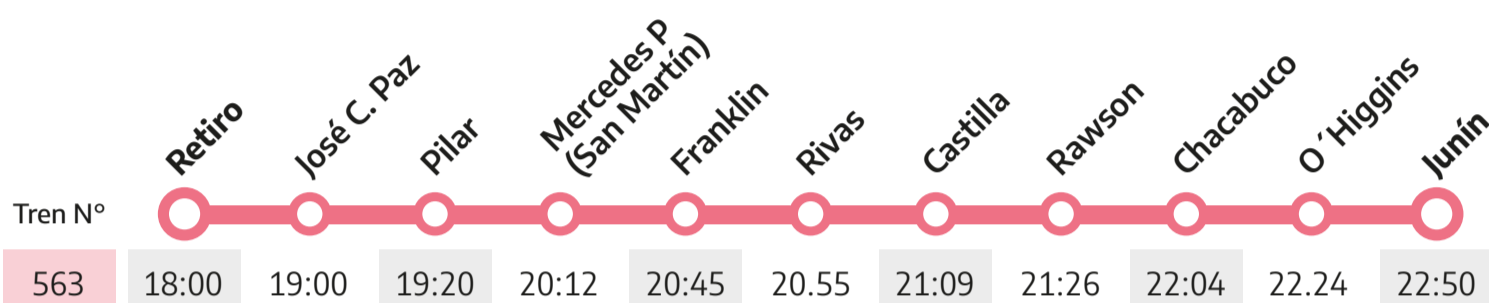 Retiro
José C. Paz
Pilar
Mercedes P
(San Martín)
Franklin
Rivas
Castilla
Rawson
Chacabuco
O´Higgins
Junín
Tren N°
563 18:00 19:00 19:20 20:12 20:45 20.55 21:09 21:26 22:04 22.24 22:50